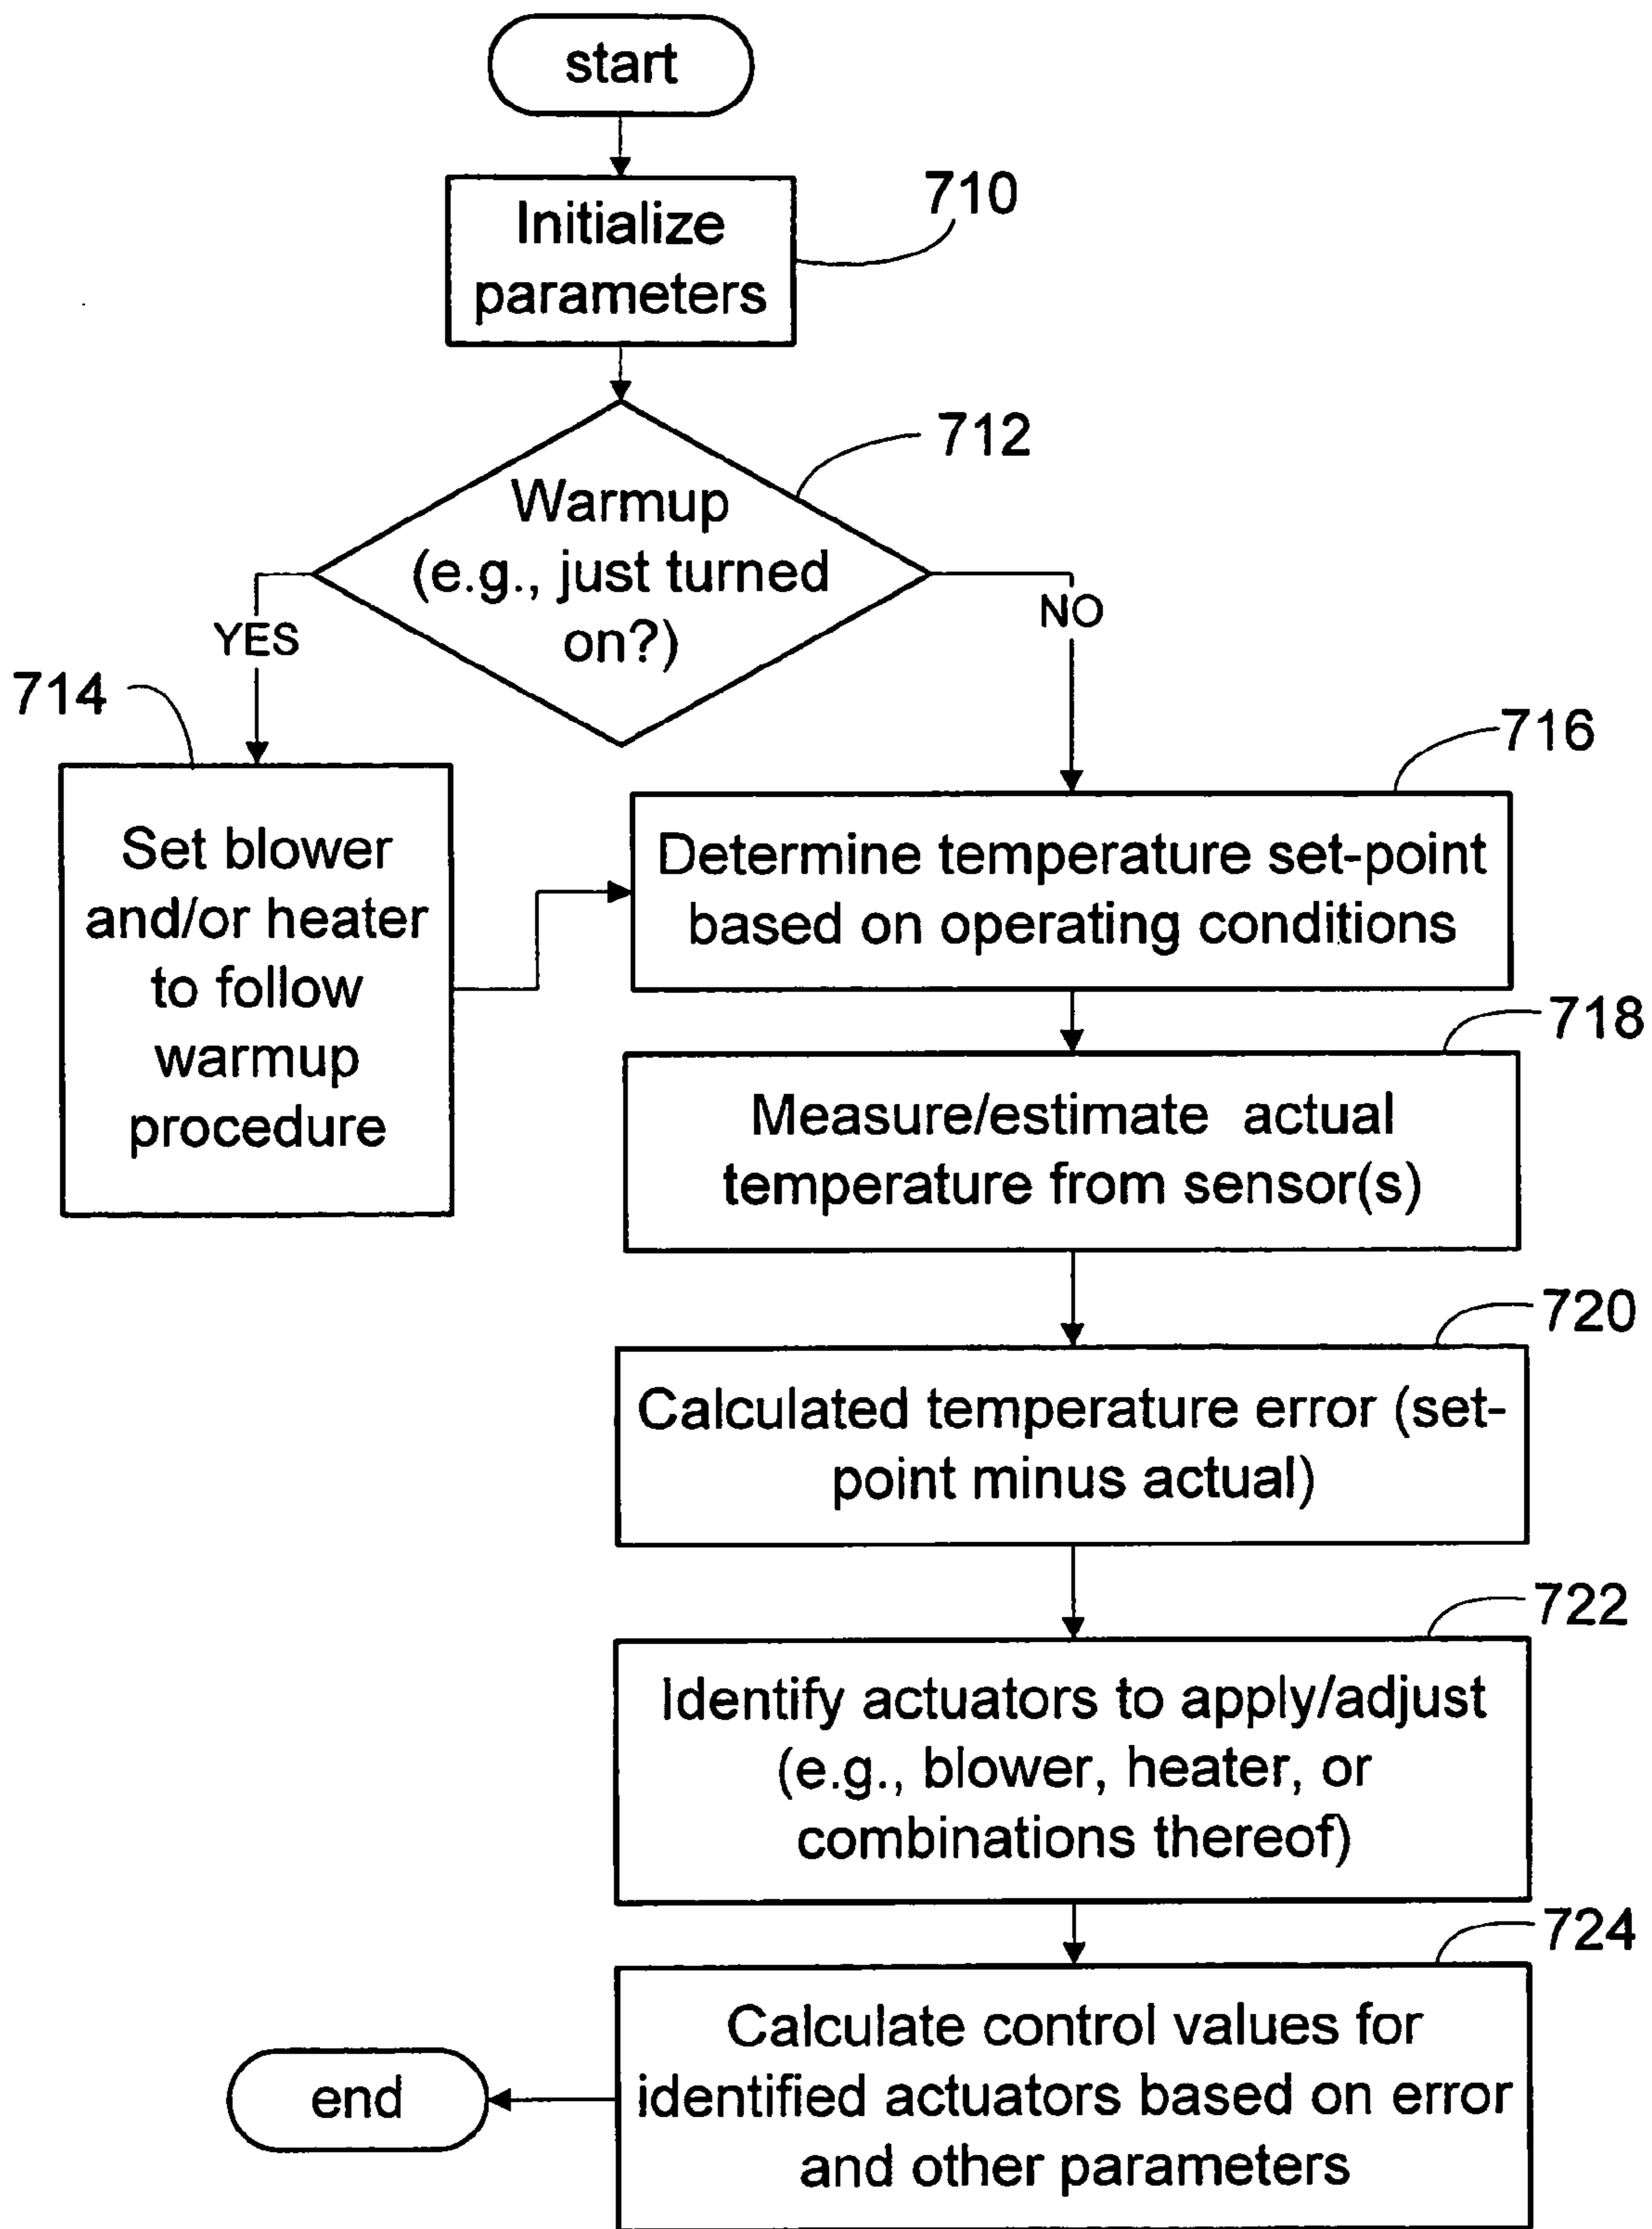 start
710
Initialize
parameters
712
Warmup
(e.g., just turned
on?)
YES
NO
714
Set blower
and/or heater
to follow
warmup
procedure
716
Determine temperature set-point
based on operating conditions
718
Measure/estimate actual
temperature from sensor(s)
720
Calculated temperature error (set-
point minus actual)
722
Identify actuators to apply/adjust
(e.g., blower, heater, or
combinations thereof)
724
Calculate control values for
identified actuators based on error
and other parameters
end